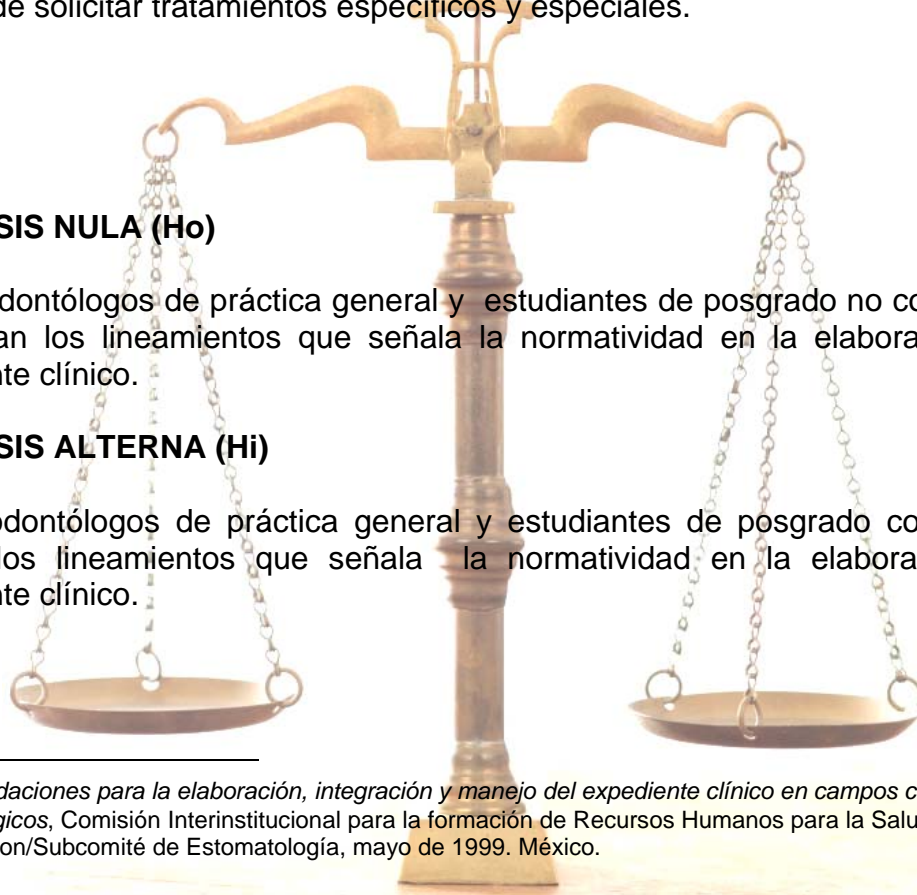 de solicitar tratamientos específicos y especiales.
SIS NULA (Ho)
dontólogos de práctica general y estudiantes de posgrado no co
an los lineamientos que señala la normatividad en la elabora
nte clínico.
SIS ALTERNA (Hi)
odontólogos de práctica general y estudiantes de posgrado co
los lineamientos que señala la normatividad en la elabora
nte clínico.
daciones para la elaboración, integración y manejo del expediente clínico en campos c
gicos, Comisión Interinstitucional para la formación de Recursos Humanos para la Salu
on/Subcomité de Estomatología, mayo de 1999. México.